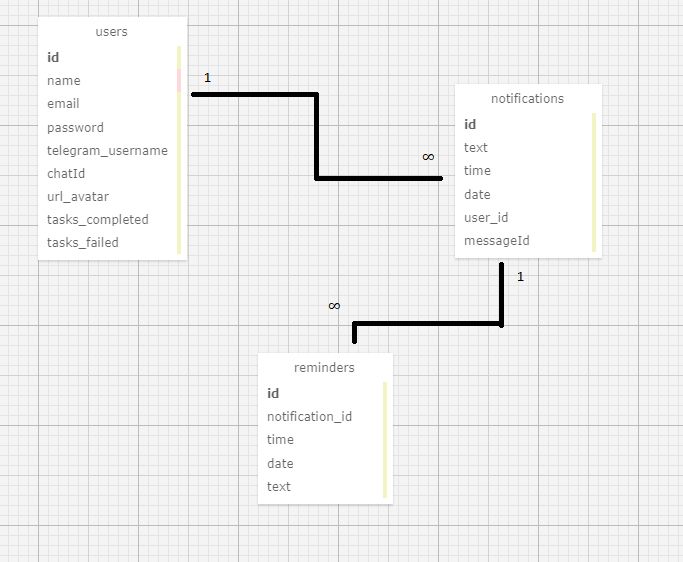 users
id
name
email
password
telegram_username
chatId
url_avatar
tasks_completed
tasks_failed
1
∞
notifications
id
text
time
date
user_id
messageId
1
∞
reminders
id
notification_id
time
date
text